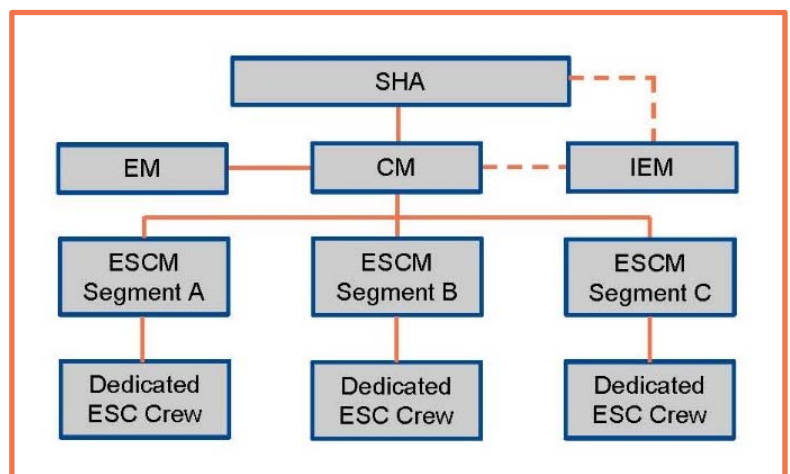 SHA
EM
CM
IEM
ESCM
Segment A
ESCM
Segment B
ESCM
Segment C
Dedicated
ESC Crew
Dedicated
ESC Crew
Dedicated
ESC Crew